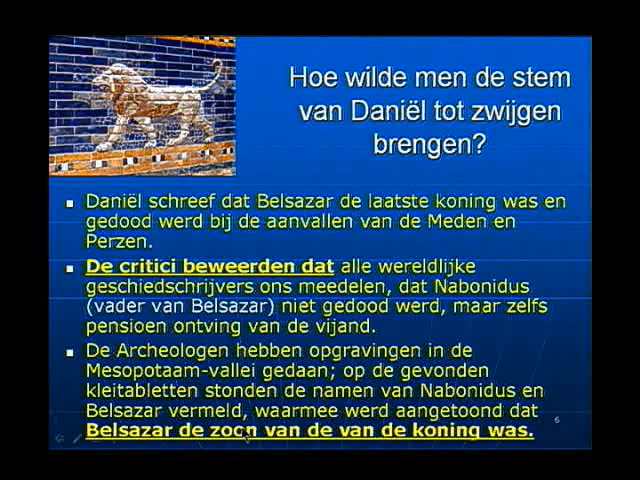 Hoe wilde men de stem
van Daniël tot zwijgen
brengen?
Daniël schreef dat Belsazar de laatste koning was en
gedood werd bij de aanvallen van de Meden en
Perzen.
De critici beweerden dat alle wereldlijke
geschiedschrijvers ons meedelen, dat Nabonidus
(vader van Belsazar) niet gedood werd, maar zelfs
pensioen ontving van de vijand.
De Archeologen hebben opgravingen in de
Mesopotaam-vallei gedaan; op de gevonden
kleitabletten stonden de namen van Nabonidus en
Belsazar vermeld, waarmee werd aangetoond dat
Belsazar de zoon van de van de koning was.
6